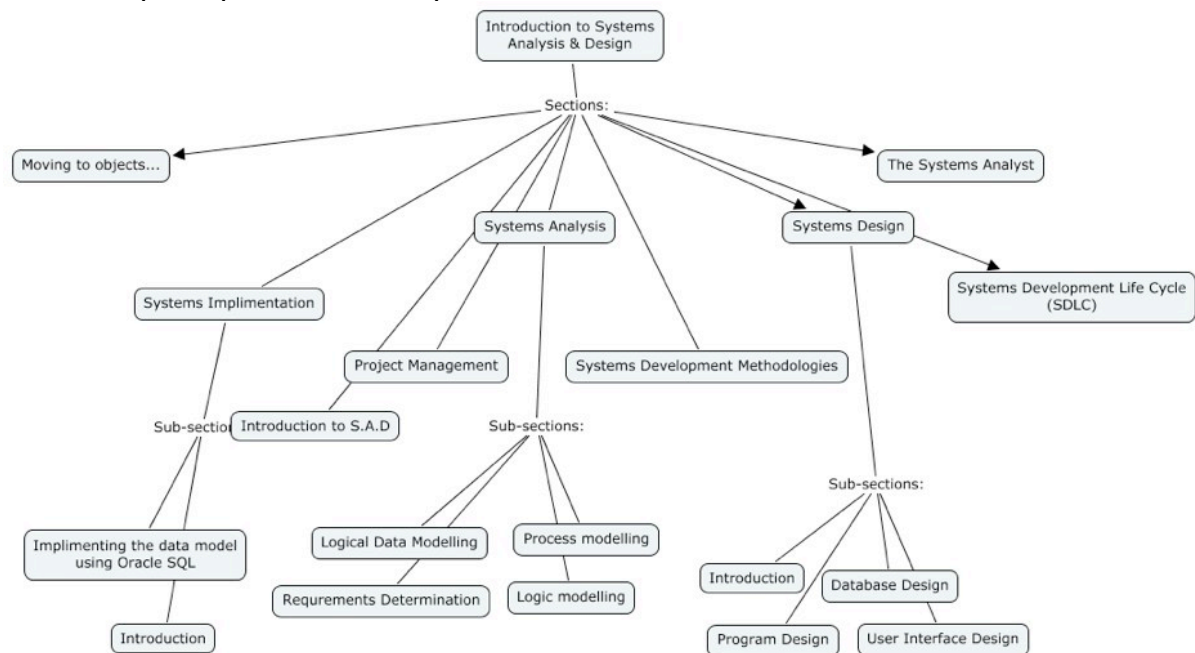 Introduction to Systems
Analysis & Design
Sections:
Moving to objects...
The Systems Analyst
Systems Analysis
Systems Design
Systems Development Life Cycle
(SDLC)
Systems Implimentation
Project Management
Systems Development Methodologies
Introduction to S.A.D
Sub-section
Sub-sections:
Sub-sections:
Implimenting the data model
using Oracle SQL
Logical Data Modelling
Process modelling
Introduction
Database Design
Requrements Determination
Logic modelling
Introduction
Program Design
User Interface Design